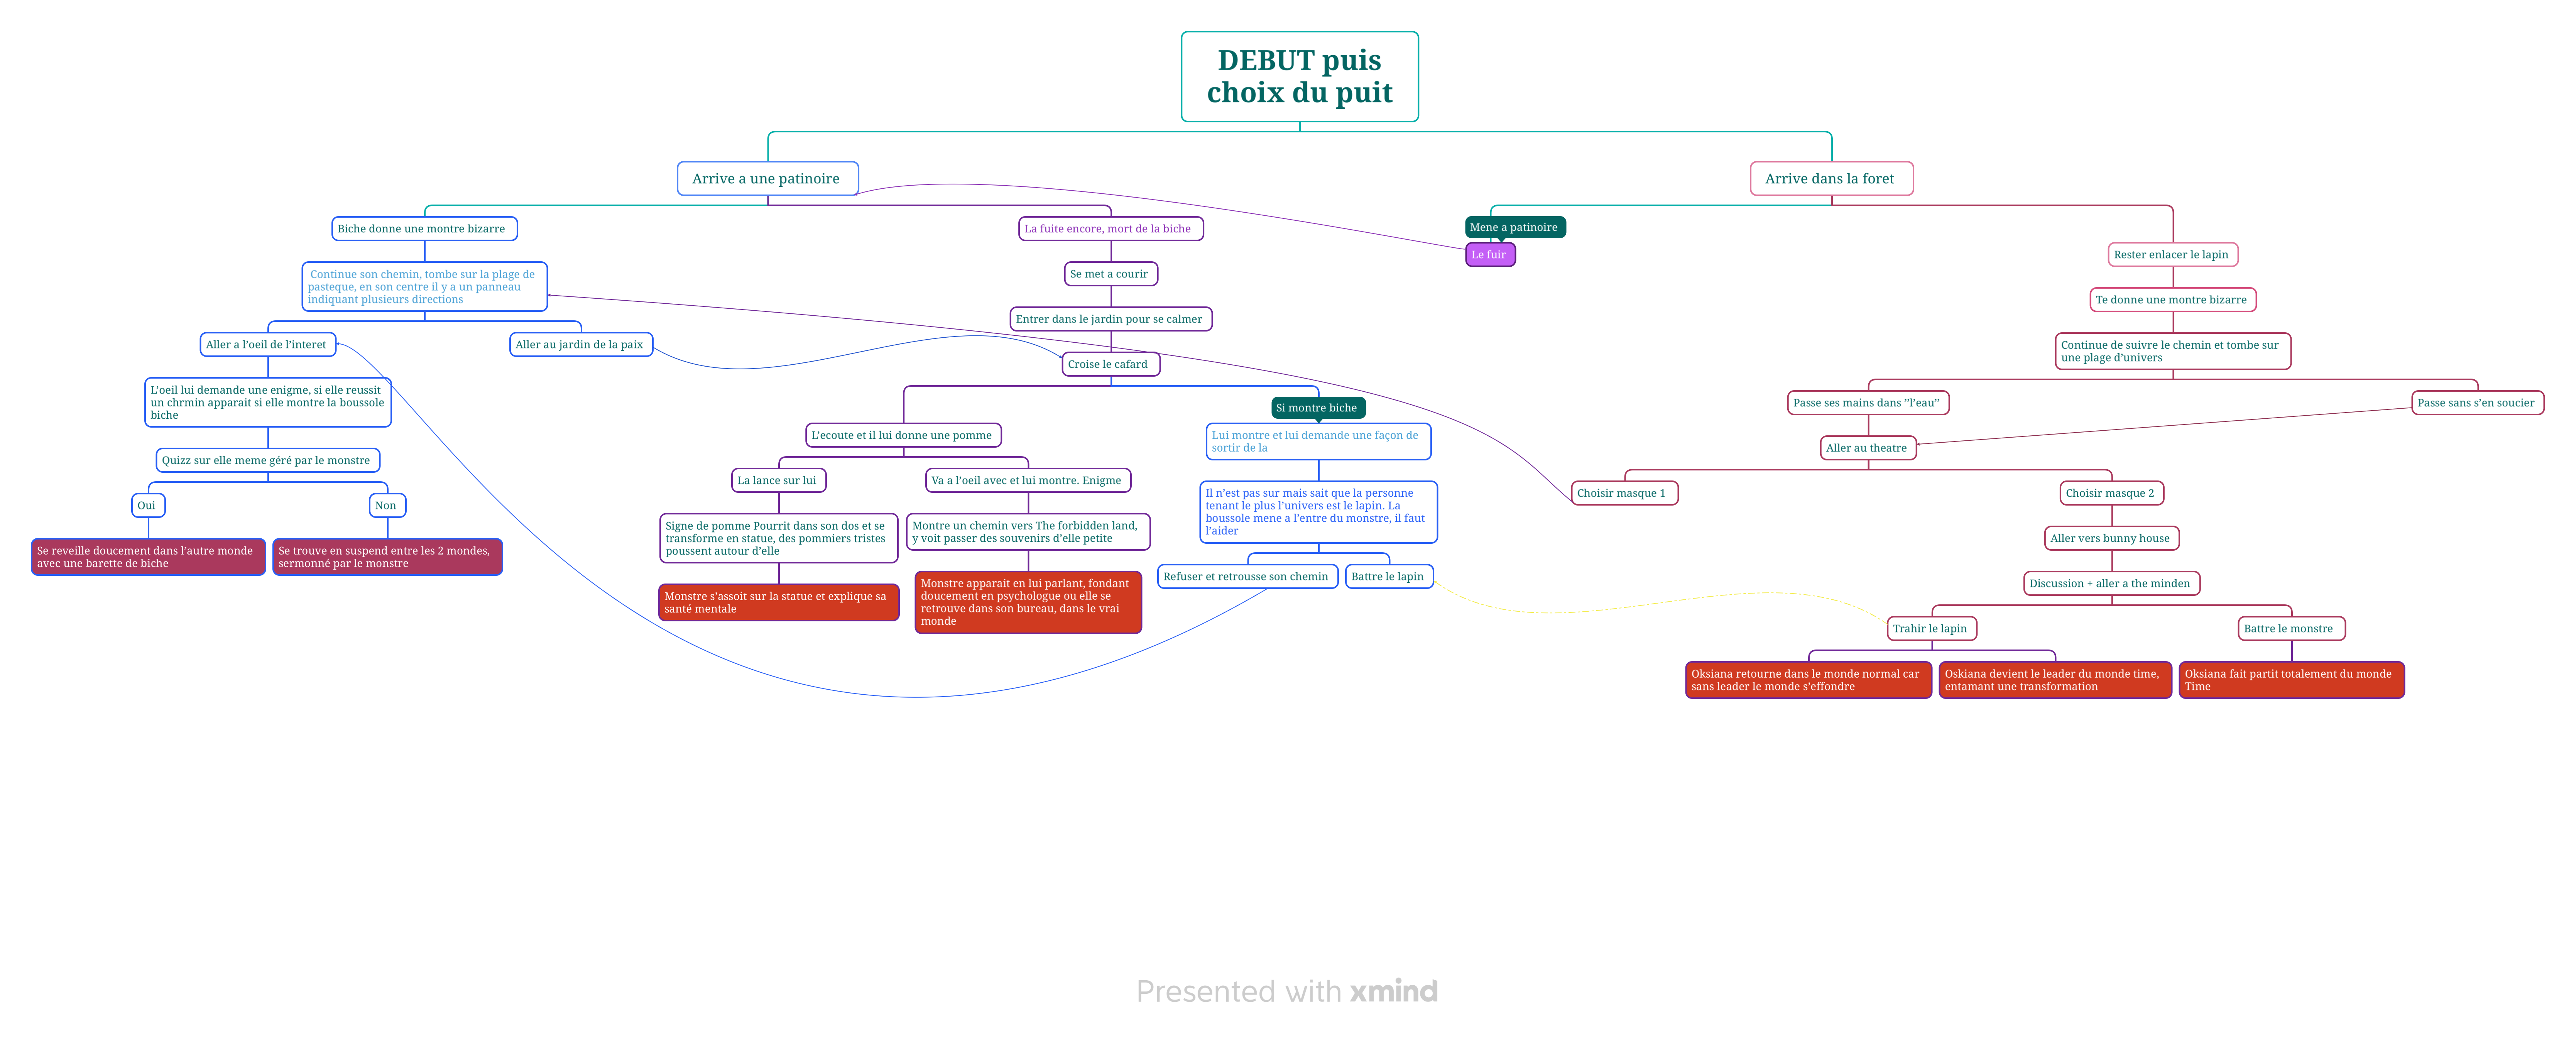 DEBUT puis
choix du puit
Arrive a une patinoire
Arrive dans la foret
Biche donne une montre bizarre
La fuite encore, mort de la biche
Mene a patinoire
Le fuir
Rester enlacer le lapin
Continue son chemin, tombe sur la plage de
pasteque, en son centre il y a un panneau
indiquant plusieurs directions
Se met a courir
Te donne une montre bizarre
Entrer dans le jardin pour se calmer
Aller a l’oeil de l’interet
Aller au jardin de la paix
Continue de suivre le chemin et tombe sur
une plage d’univers
Croise le cafard
L’oeil lui demande une enigme, si elle reussit
un chrmin apparait si elle montre la boussole
biche
Si montre biche
Passe ses mains dans ’’l’eau’’
Passe sans s’en soucier
L’ecoute et il lui donne une pomme
Lui montre et lui demande une façon de
sortir de la
Aller au theatre
Quizz sur elle meme géré par le monstre
La lance sur lui
Va a l’oeil avec et lui montre. Enigme
Il n’est pas sur mais sait que la personne
tenant le plus l’univers est le lapin. La
boussole mene a l’entre du monstre, il faut
l’aider
Choisir masque 1
Choisir masque 2
Oui
Non
Signe de pomme Pourrit dans son dos et se
transforme en statue, des pommiers tristes
poussent autour d’elle
Montre un chemin vers The forbidden land,
y voit passer des souvenirs d’elle petite
Aller vers bunny house
Se reveille doucement dans l’autre monde
avec une barette de biche
Se trouve en suspend entre les 2 mondes,
sermonné par le monstre
Refuser et retrousse son chemin
Battre le lapin
Discussion + aller a the minden
Monstre s’assoit sur la statue et explique sa
santé mentale
Monstre apparait en lui parlant, fondant
doucement en psychologue ou elle se
retrouve dans son bureau, dans le vrai
monde
Trahir le lapin
Battre le monstre
Oksiana retourne dans le monde normal car
sans leader le monde s’effondre
Oskiana devient le leader du monde time,
entamant une transformation
Oksiana fait partit totalement du monde
Time
Presented with xmind